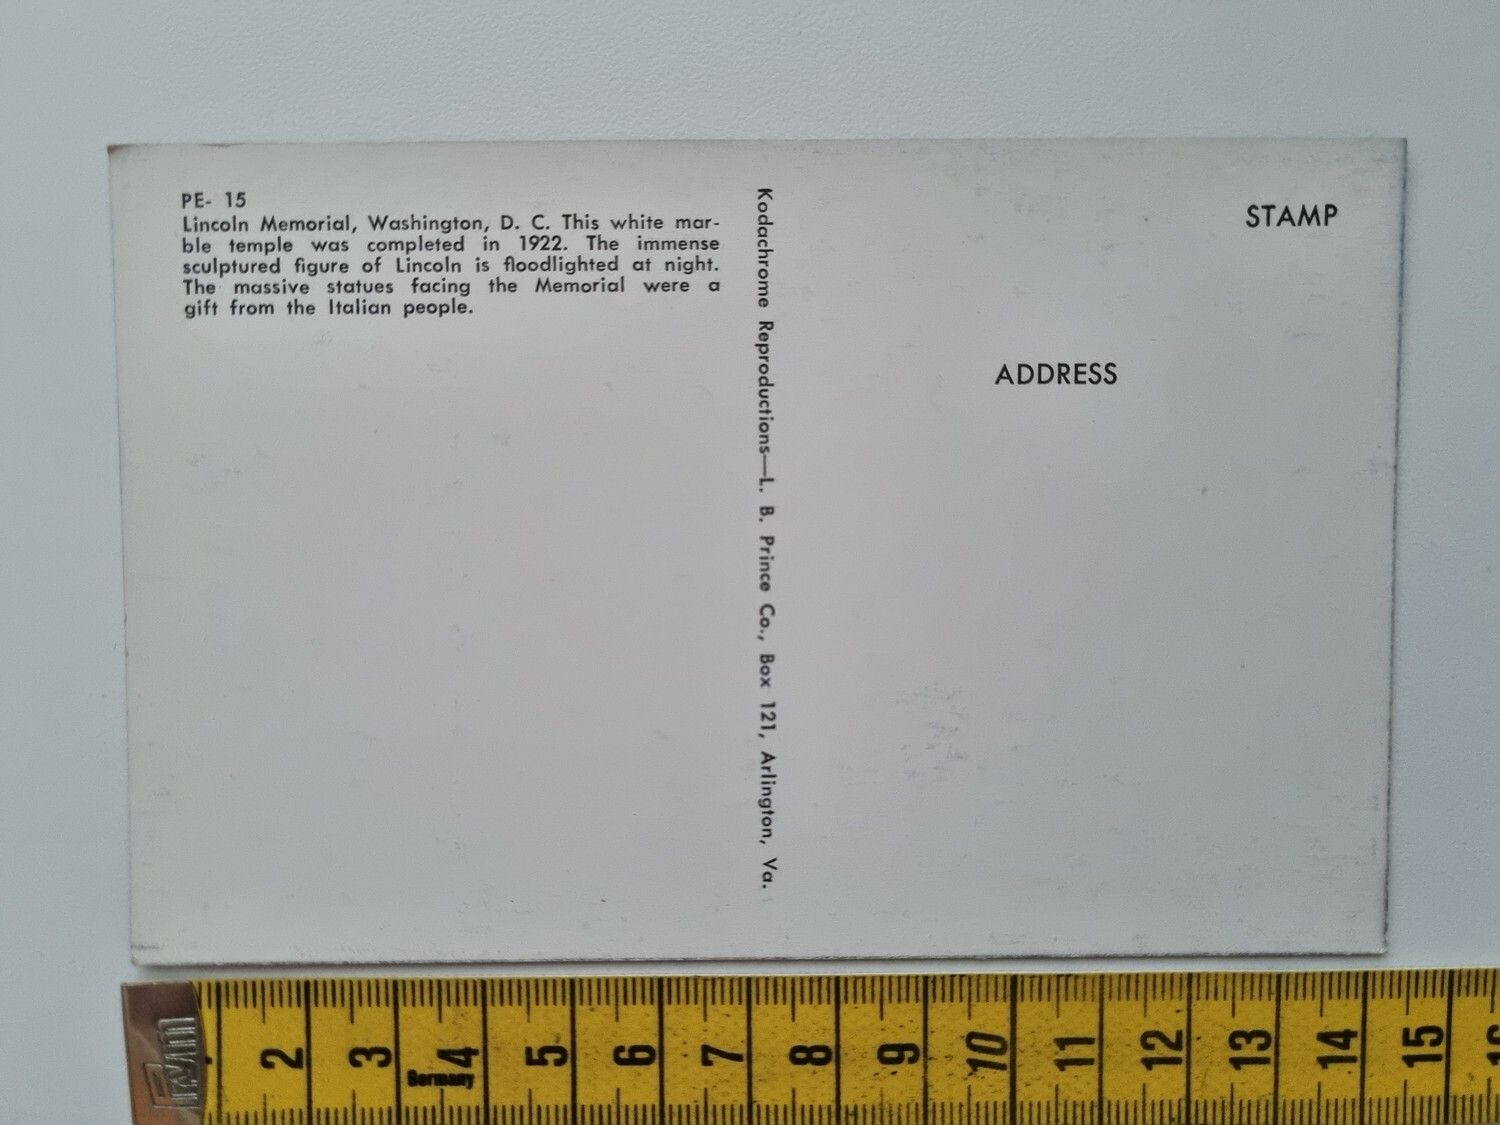 PE- 15
Lincoln Memorial, Washington, D. C. This white mar-
ble temple was completed in 1922. The immense
sculptured figure of Lincoln is floodlighted at night.
The massive statues facing the Memorial were a
gift from the Italian people.
Kodachrome Reproductions—L. B. Prince Co., Box 121, Arlington, Va.
STAMP
ADDRESS
2 3 4 5 6 7 8 9 10 11 12 13 14 15 16
Germany